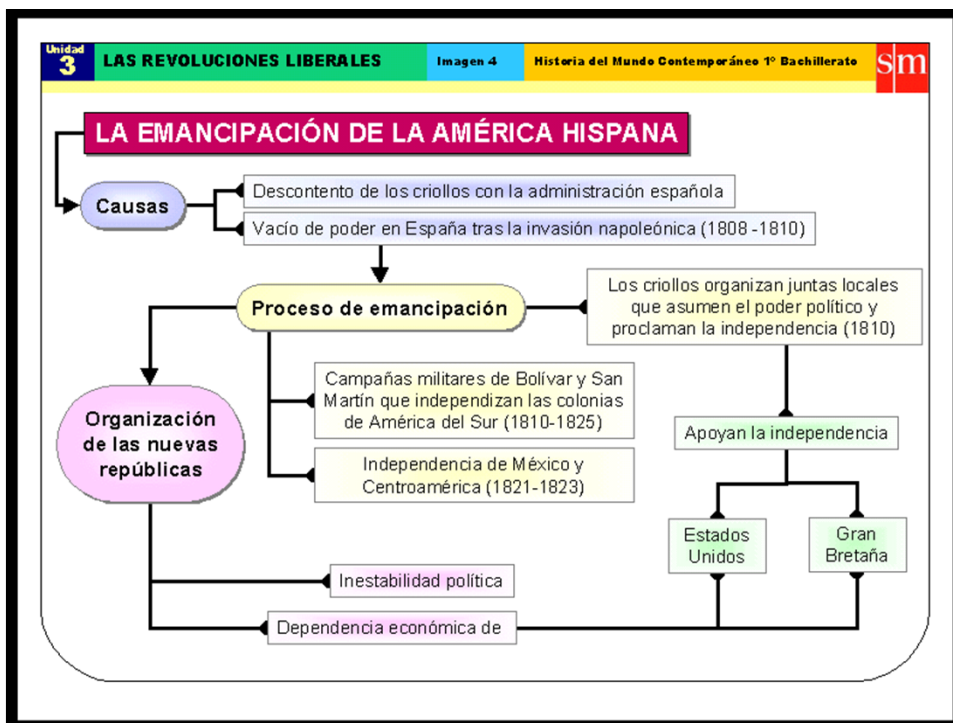 Unidad
3
LAS REVOLUCIONES LIBERALES
Imagen 4
Historia del Mundo Contemporáneo 1º Bachillerato
sm
LA EMANCIPACIÓN DE LA AMÉRICA HISPANA
Causas
Descontento de los criollos con la administración española
Vacío de poder en España tras la invasión napoleónica (1808 -1810)
Proceso de emancipación
Los criollos organizan juntas locales
que asumen el poder político y
proclaman la independencia (1810)
Campañas militares de Bolívar y San
Martín que independizan las colonias
de América del Sur (1810-1825)
Independencia de México y
Centroamérica (1821-1823)
Organización
de las nuevas
repúblicas
Apoyan la independencia
Estados
Unidos
Gran
Bretaña
Inestabilidad política
Dependencia económica de